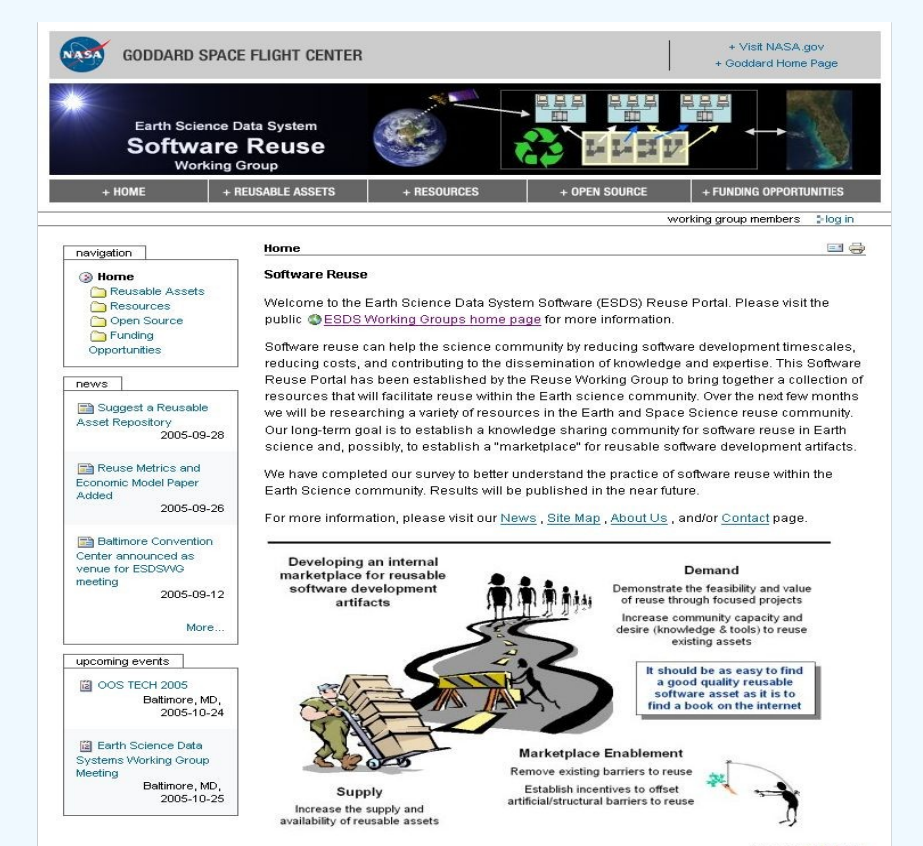 NASA
GODDARD SPACE FLIGHT CENTER
+ Visit NASA.gov
+ Goddard Home Page
Earth Science Data System
Software Reuse
Working Group
+ HOME
+ REUSABLE ASSETS
+ RESOURCES
+ OPEN SOURCE
+ FUNDING OPPORTUNITIES
working group members log in
navigation
Home
Reusable Assets
Resources
Open Source
Funding
Opportunities
news
Suggest a Reusable
Asset Repository
2005-09-28
Reuse Metrics and
Economic Model Paper
Added
2005-09-26
Baltimore Convention
Center announced as
venue for ESDSWG
meeting
2005-09-12
More...
upcoming events
OOS TECH 2005
Baltimore, MD,
2005-10-24
Earth Science Data
Systems Working Group
Meeting
Baltimore, MD,
2005-10-25
Home
Software Reuse
Welcome to the Earth Science Data System Software (ESDS) Reuse Portal. Please visit the
public ESDS Working Groups home page for more information.
Software reuse can help the science community by reducing software development timescales,
reducing costs, and contributing to the dissemination of knowledge and expertise. This Software
Reuse Portal has been established by the Reuse Working Group to bring together a collection of
resources that will facilitate reuse within the Earth science community. Over the next few months
we will be researching a variety of resources in the Earth and Space Science reuse community.
Our long-term goal is to establish a knowledge sharing community for software reuse in Earth
science and, possibly, to establish a "marketplace" for reusable software development artifacts.
We have completed our survey to better understand the practice of software reuse within the
Earth Science community. Results will be published in the near future.
For more information, please visit our News , Site Map , About Us , and/or Contact page.
Developing an internal
marketplace for reusable
software development
artifacts
Demand
Demonstrate the feasibility and value
of reuse through focused projects
Increase community capacity and
desire (knowledge & tools) to reuse
existing assets
It should be as easy to find
a good quality reusable
software asset as it is to
find a book on the internet
Marketplace Enablement
Remove existing barriers to reuse
Establish incentives to offset
artificial/structural barriers to reuse
Supply
Increase the supply and
availability of reusable assets